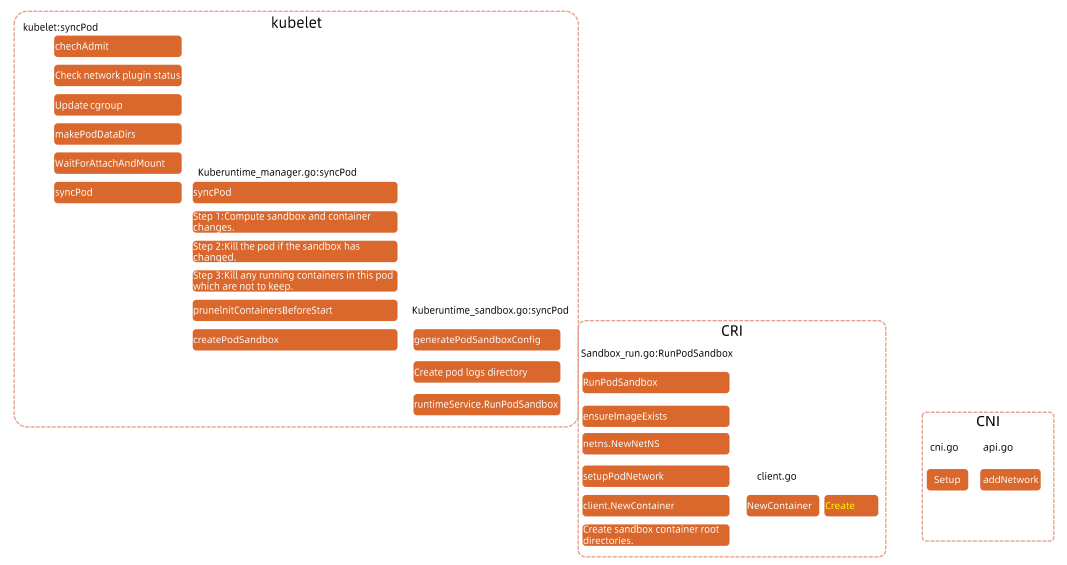 kubelet
kubelet:syncPod
chechAdmit
Check network plugin status
Update cgroup
makePodDataDirs
WaitForAttachAndMount
syncPod
Kuberuntime_manager.go:syncPod
syncPod
Step 1:Compute sandbox and container
changes.
Step 2:Kill the pod if the sandbox has
changed.
Step 3:Kill any running containers in this pod
which are not to keep.
pruneInitContainersBeforeStart
createPodSandbox
Kuberuntime_sandbox.go:syncPod
generatePodSandboxConfig
Create pod logs directory
runtimeService.RunPodSandbox
CRI
Sandbox_run.go:RunPodSandbox
RunPodSandbox
ensureImageExists
netns.NewNetNS
setupPodNetwork
client.NewContainer
Create sandbox container root
directories.
client.go
NewContainer
Create
CNI
cni.go
api.go
Setup
addNetwork